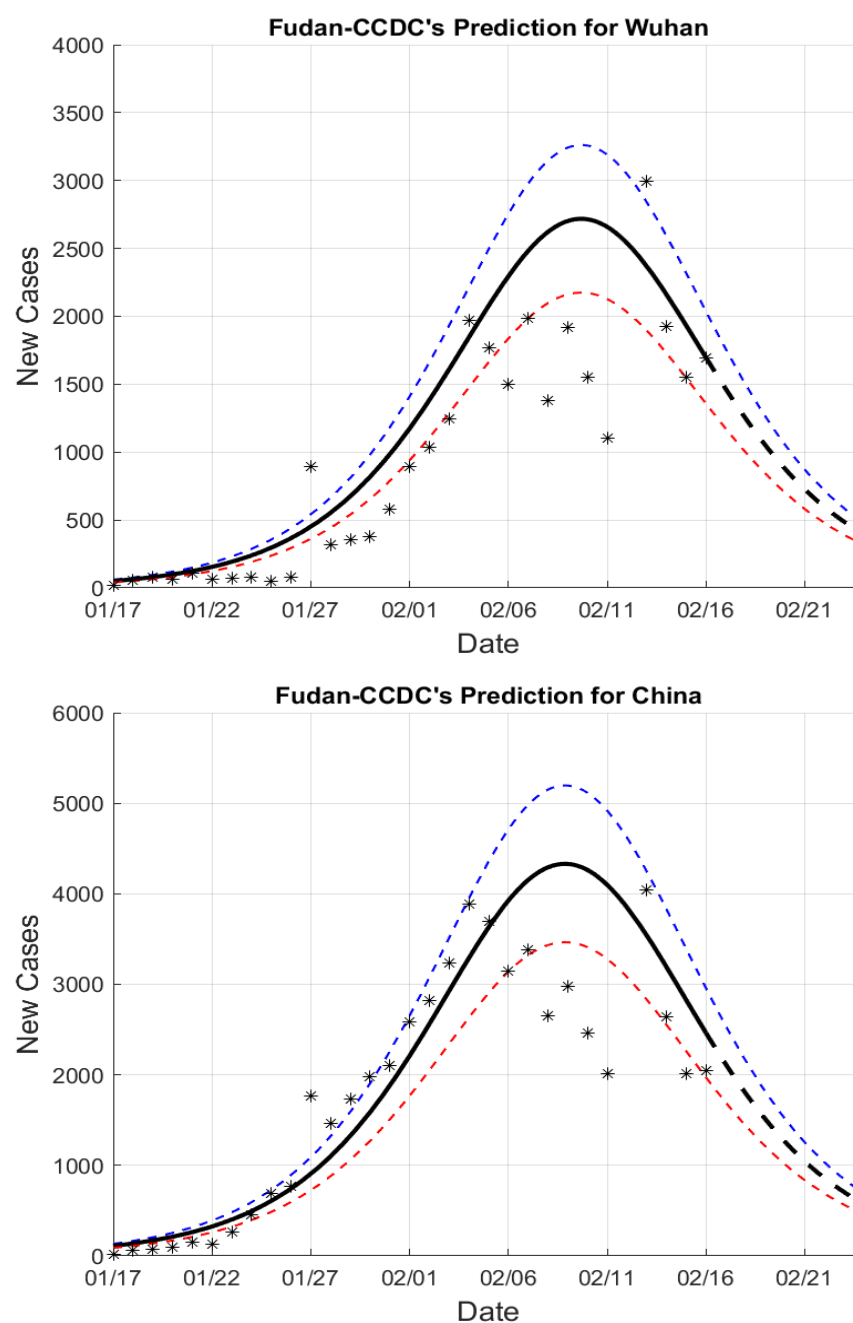 Fudan-CCDC's Prediction for Wuhan
4000
3500
3000
2500
2000
1500
1000
500
0
New Cases
01/17 01/22 01/27 02/01 02/06 02/11 02/16 02/21
Date
Fudan-CCDC's Prediction for China
6000
5000
4000
3000
2000
1000
0
New Cases
01/17 01/22 01/27 02/01 02/06 02/11 02/16 02/21
Date